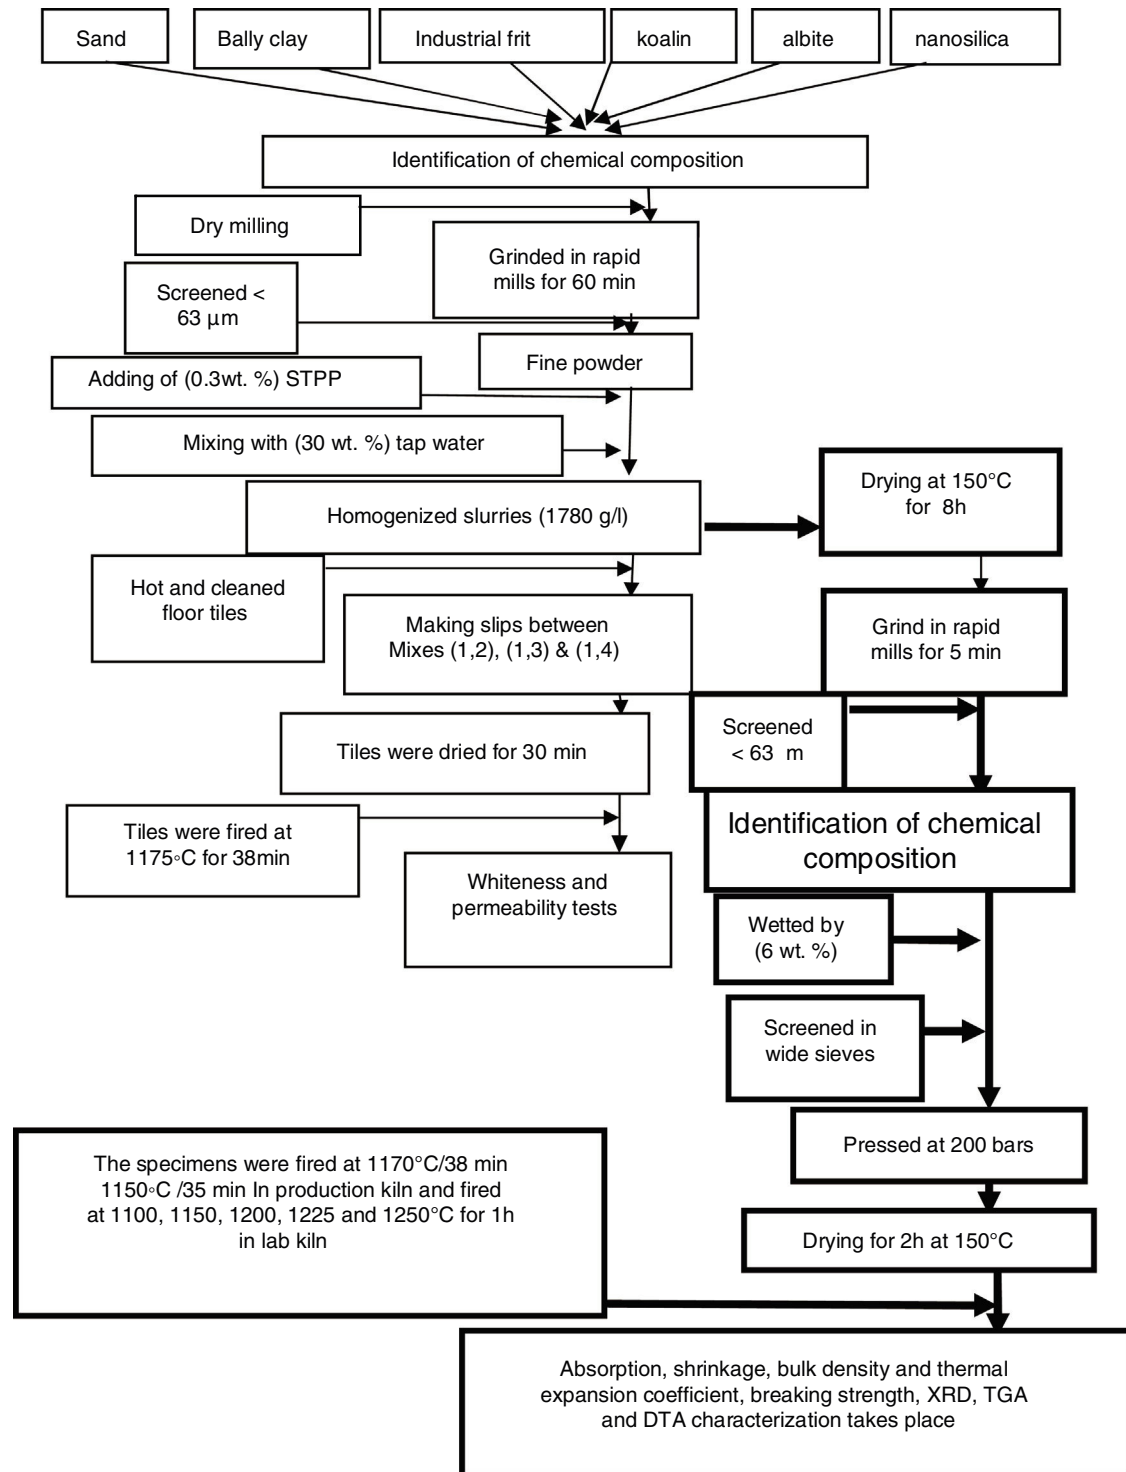 Sand
Bally clay
Industrial frit
koalin
albite
nanosilica
Identification of chemical composition
Dry milling
Grinded in rapid
mills for 60 min
Screened <
63 μm
Fine powder
Adding of (0.3wt. %) STPP
Mixing with (30 wt. %) tap water
Homogenized slurries (1780 g/l)
Drying at 150°C
for 8h
Hot and cleaned
floor tiles
Making slips between
Mixes (1,2), (1,3) & (1,4)
Grind in rapid
mills for 5 min
Screened
< 63 m
Tiles were dried for 30 min
Identification of chemical
composition
Tiles were fired at
1175◦C for 38min
Whiteness and
permeability tests
Wetted by
(6 wt. %)
Screened in
wide sieves
Pressed at 200 bars
The specimens were fired at 1170°C/38 min
1150◦C /35 min In production kiln and fired
at 1100, 1150, 1200, 1225 and 1250°C for 1h
in lab kiln
Drying for 2h at 150°C
Absorption, shrinkage, bulk density and thermal
expansion coefficient, breaking strength, XRD, TGA
and DTA characterization takes place